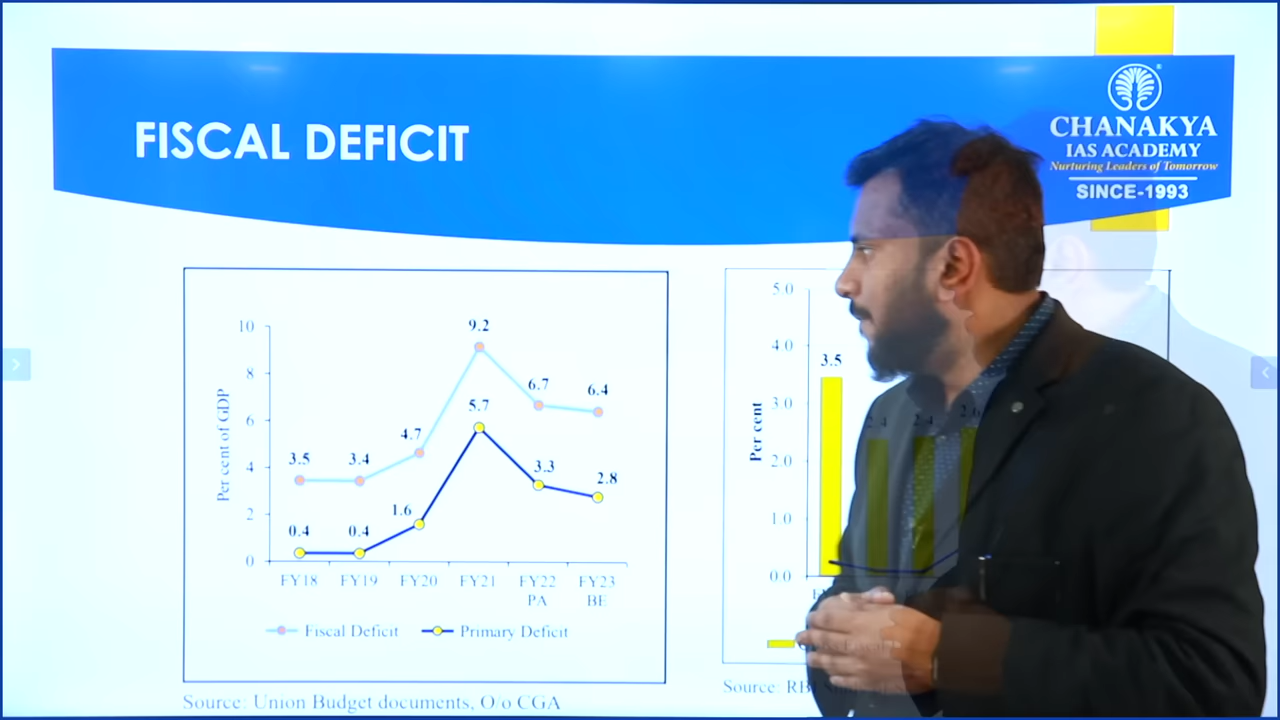 FISCAL DEFICIT
CHANAKYA
IAS ACADEMY
Nurturing Leaders of Tomorrow
SINCE-1993
Per cent of GDP
10
8
6
4
2
0
3.5
3.4
4.7
9.2
6.7
6.4
0.4
0.4
1.6
5.7
3.3
2.8
FY18
FY19
FY20
FY21
FY22
PA
FY23
BE
Fiscal Deficit
Primary Deficit
Source: Union Budget documents, O/o CGA
Per cent
5.0
4.0
3.0
2.0
1.0
0.0
3.5
2.4
2.4
Source: